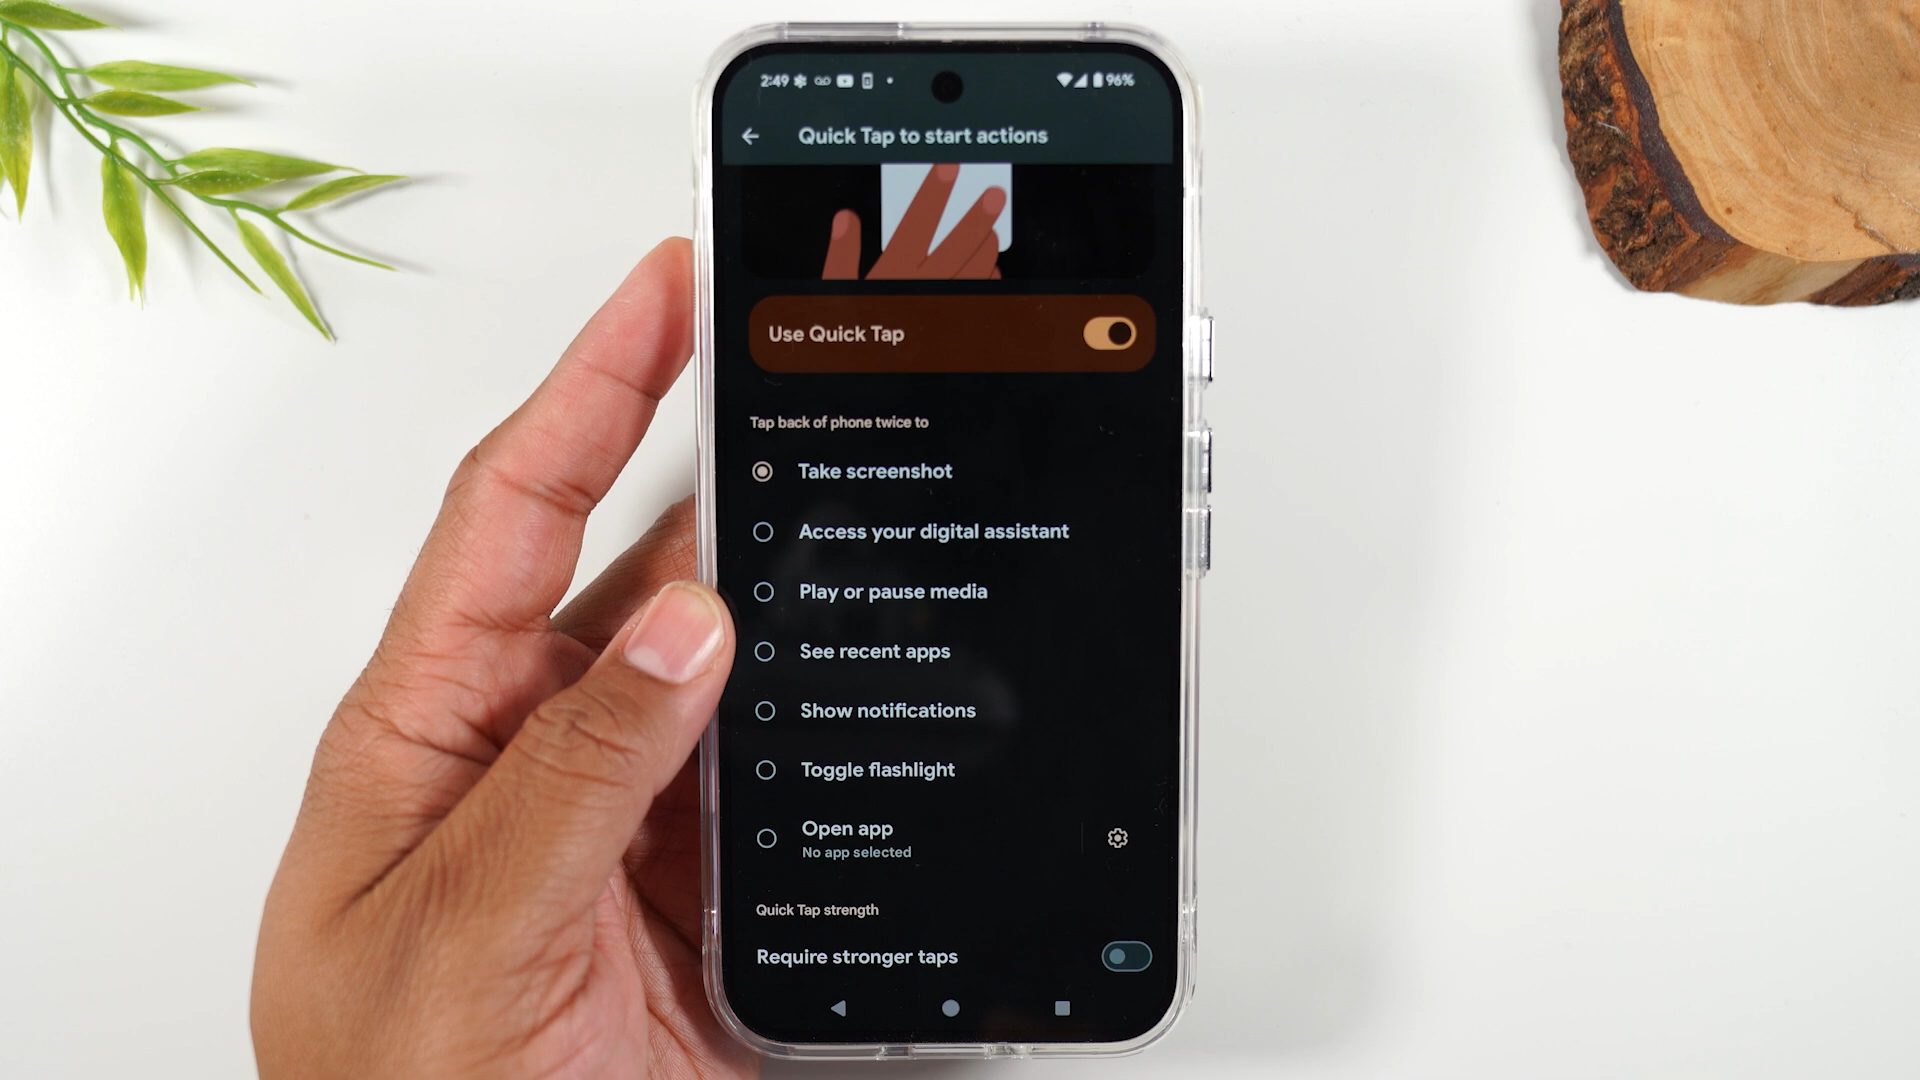 2:49 96%
Quick Tap to start actions
Use Quick Tap
Tap back of phone twice to
Take screenshot
Access your digital assistant
Play or pause media
See recent apps
Show notifications
Toggle flashlight
Open app
No app selected
Quick Tap strength
Require stronger taps